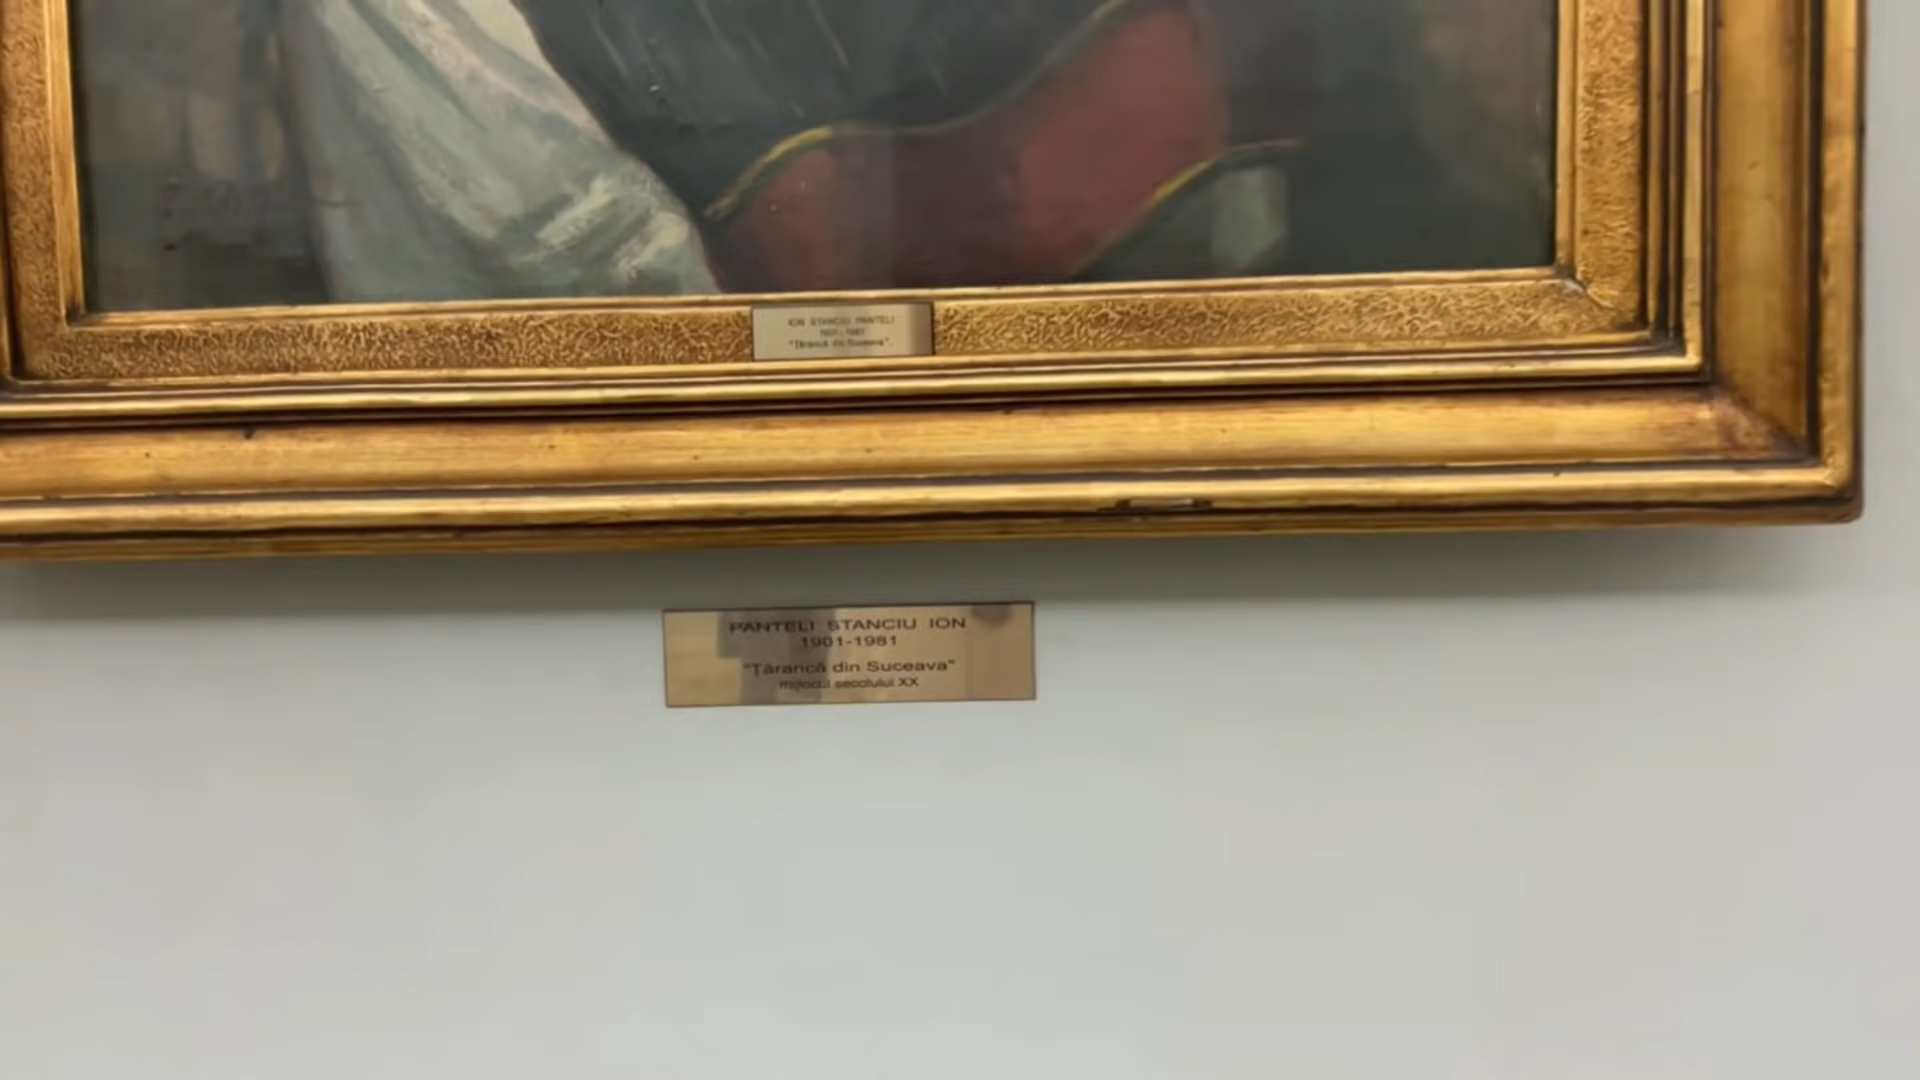 ION STANCIU PANTELI
1901-1981
"Țărancă din Suceava".
PANTELI STANCIU ION
1901-1981
"Țărancă din Suceava"
mijlocul secolului XX